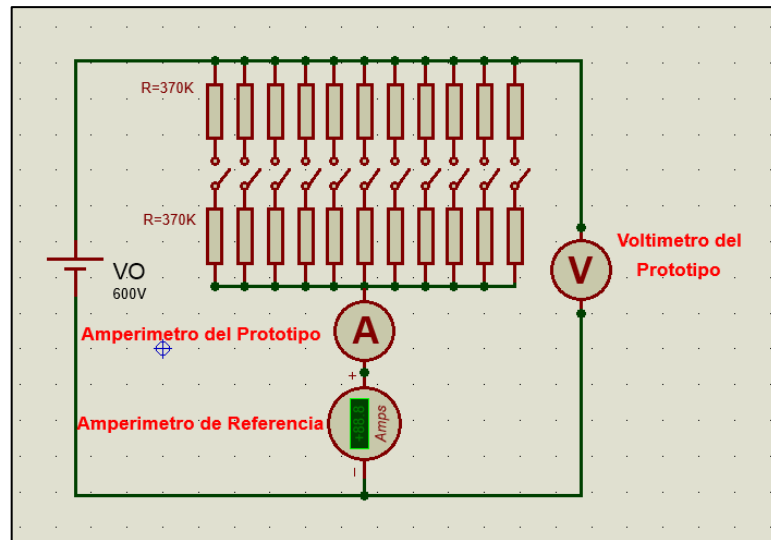 R=370K
R=370K
Voltimetro del
Prototipo
V
VO
600V
Amperimetro del Prototipo
A
+
Amperimetro de Referencia
+88.8
Amps
−